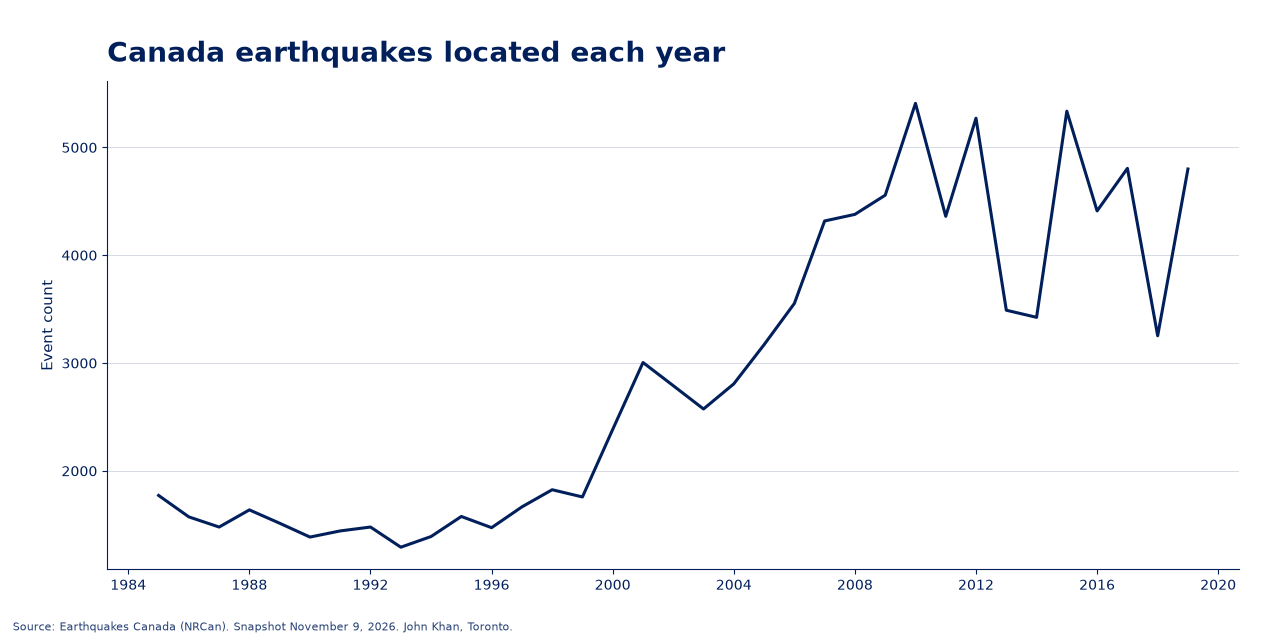 Canada earthquakes located each year
Event count
5000
4000
3000
2000
1984 1988 1992 1996 2000 2004 2008 2012 2016 2020
Source: Earthquakes Canada (NRCan). Snapshot November 9, 2026. John Khan, Toronto.